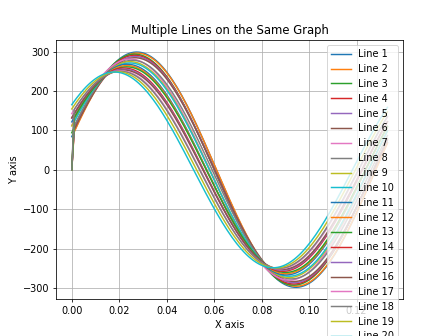 Multiple Lines on the Same Graph
Y axis
300
200
100
0
−100
−200
−300
0.00
0.02
0.04
0.06
0.08
0.10
X axis
Line 1
Line 2
Line 3
Line 4
Line 5
Line 6
Line 7
Line 8
Line 9
Line 10
Line 11
Line 12
Line 13
Line 14
Line 15
Line 16
Line 17
Line 18
Line 19
Line 20